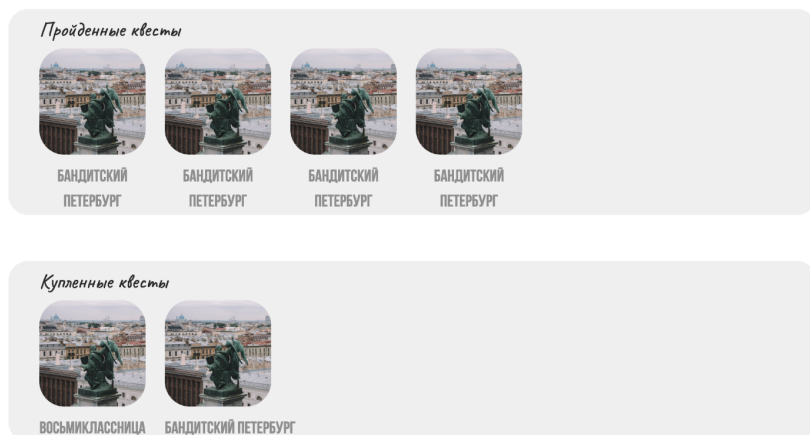 Пройденные квесты
БАНДИТСКИЙ БАНДИТСКИЙ БАНДИТСКИЙ БАНДИТСКИЙ
ПЕТЕРБУРГ ПЕТЕРБУРГ ПЕТЕРБУРГ ПЕТЕРБУРГ
Купленные квесты
ВОСЬМИКЛАССНИЦА БАНДИТСКИЙ ПЕТЕРБУРГ